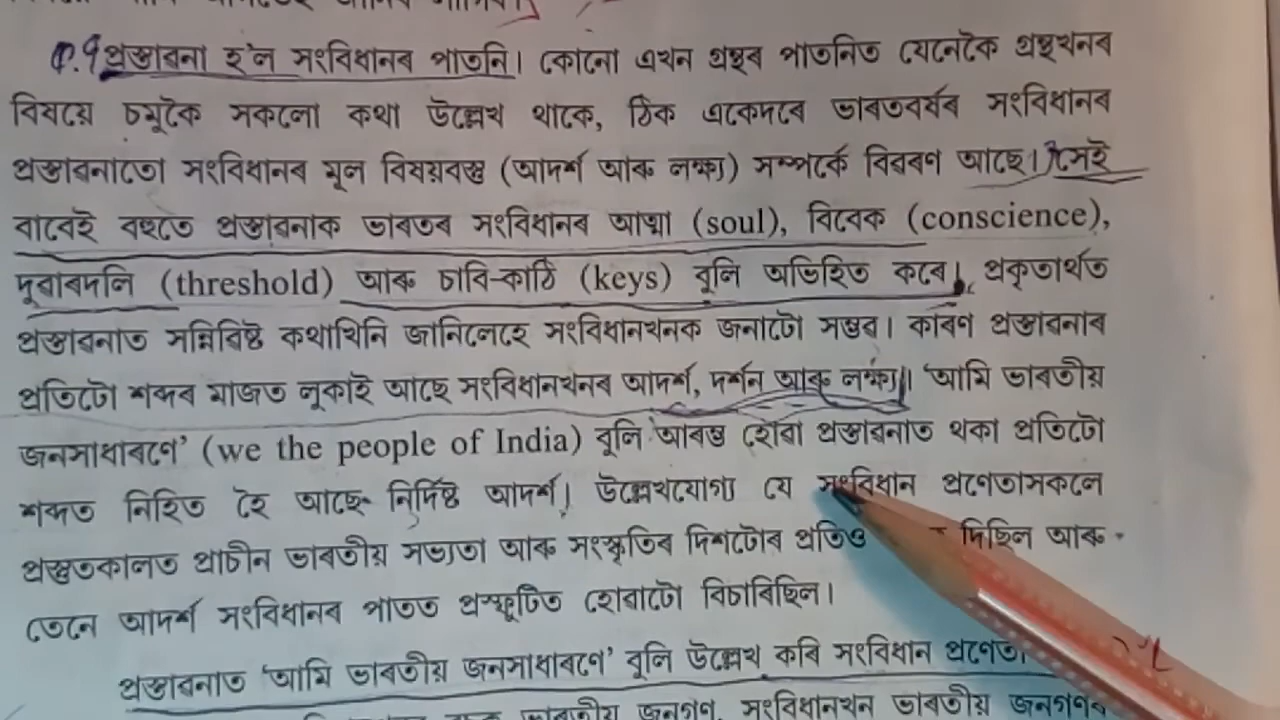 প্ৰস্তাৱনা হ'ল সংবিধানৰ পাতনি। কোনো এখন গ্ৰন্থৰ পাতনিত যেনেকৈ গ্ৰন্থখনৰ
বিষয়ে চমুকৈ সকলো কথা উল্লেখ থাকে, ঠিক একেদৰে ভাৰতবৰ্ষৰ সংবিধানৰ
প্ৰস্তাৱনাতো সংবিধানৰ মূল বিষয়বস্তু (আদৰ্শ আৰু লক্ষ্য) সম্পৰ্কে বিৱৰণ আছে। সেই
বাবেই বহুতে প্ৰস্তাৱনাক ভাৰতৰ সংবিধানৰ আত্মা (soul), বিবেক (conscience),
দুৱাৰদলি (threshold) আৰু চাবি-কাঠি (keys) বুলি অভিহিত কৰে। প্ৰকৃতাৰ্থত
প্ৰস্তাৱনাত সন্নিৱিষ্ট কথাখিনি জানিলেহে সংবিধানখনক জনাটো সম্ভৱ। কাৰণ প্ৰস্তাৱনাৰ
প্ৰতিটো শব্দৰ মাজত লুকাই আছে সংবিধানখনৰ আদৰ্শ, দৰ্শন আৰু লক্ষ্য। 'আমি ভাৰতীয়
জনসাধাৰণে' (we the people of India) বুলি আৰম্ভ হোৱা প্ৰস্তাৱনাত থকা প্ৰতিটো
শব্দত নিহিত হৈ আছে নিৰ্দিষ্ট আদৰ্শ। উল্লেখযোগ্য যে সংবিধান প্ৰণেতাসকলে
প্ৰস্তুতকালত প্ৰাচীন ভাৰতীয় সভ্যতা আৰু সংস্কৃতিৰ দিশটোৰ প্ৰতিও দিছিল আৰু
তেনে আদৰ্শ সংবিধানৰ পাতত প্ৰস্ফুটিত হোৱাটো বিচাৰিছিল।
প্ৰস্তাৱনাত 'আমি ভাৰতীয় জনসাধাৰণে' বুলি উল্লেখ কৰি সংবিধান
ভাৰতীয় জনগণ, সংবিধানখন ভাৰতীয় জনগণৰ